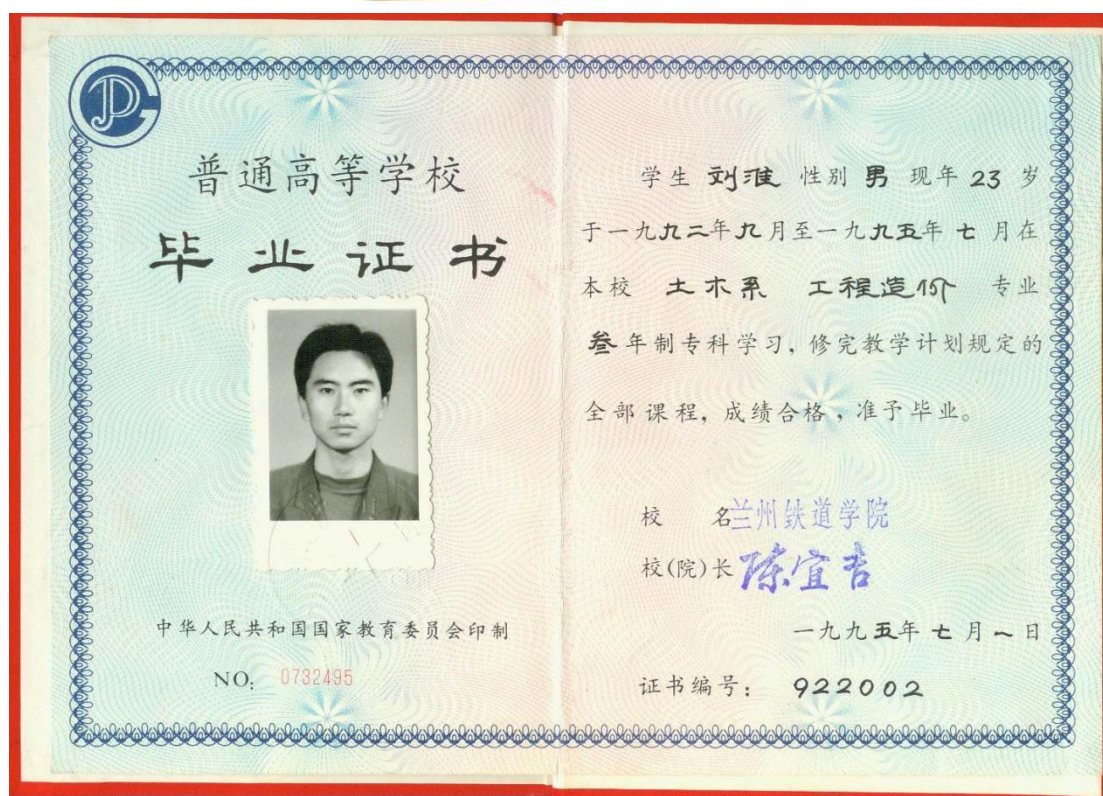 普通高等学校
毕业证书
中华人民共和国国家教育委员会印制
NO: 0732495
学生 刘淮 性别 男 现年 23 岁
于一九九二年九月至一九九五年七月在
本校 土木系 工程造价 专业
叁年制专科学习, 修完教学计划规定的
全部课程, 成绩合格, 准予毕业。
校 名 兰州铁道学院
校(院)长 陈宜吉
一九九五年七月一日
证书编号: 922002